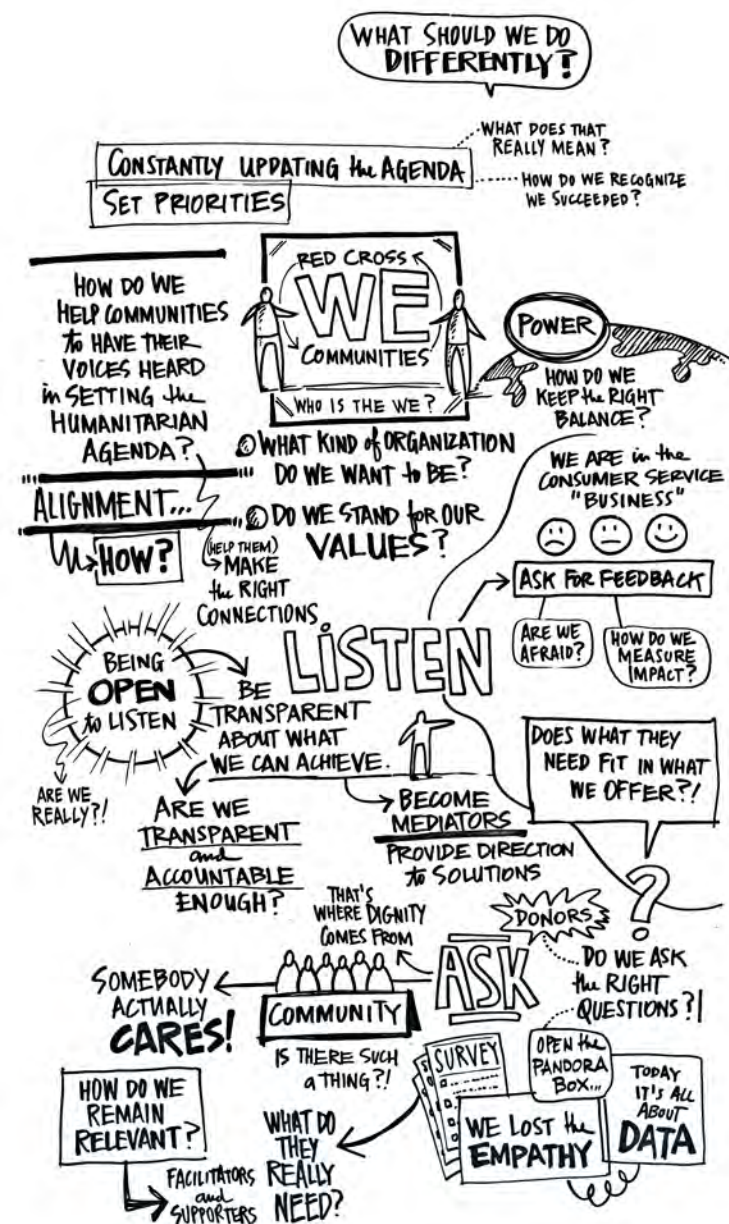 WHAT SHOULD WE DO
DIFFERENTLY?
WHAT DOES THAT
REALLY MEAN?
CONSTANTLY UPDATING the AGENDA
HOW DO WE RECOGNIZE
WE SUCCEEDED?
SET PRIORITIES
HOW DO WE
HELP COMMUNITIES
to HAVE THEIR
VOICES HEARD
in SETTING the
HUMANITARIAN
AGENDA?
RED CROSS
WE
COMMUNITIES
WHO IS THE WE?
POWER
HOW DO WE
KEEP the RIGHT
BALANCE?
WHAT KIND of ORGANIZATION
DO WE WANT to BE?
DO WE STAND for OUR
VALUES?
ALIGNMENT...
HOW?
(HELP THEM)
MAKE
the RIGHT
CONNECTIONS
WE ARE in the
CONSUMER SERVICE
"BUSINESS"
ASK FOR FEEDBACK
ARE WE
AFRAID?
HOW DO WE
MEASURE
IMPACT?
LISTEN
BEING
OPEN
to LISTEN
ARE WE
REALLY?!
BE
TRANSPARENT
ABOUT WHAT
WE CAN ACHIEVE.
ARE WE
TRANSPARENT
and
ACCOUNTABLE
ENOUGH?
BECOME
MEDIATORS
PROVIDE DIRECTION
to SOLUTIONS
DOES WHAT THEY
NEED FIT IN WHAT
WE OFFER?!
?
THAT'S
WHERE DIGNITY
COMES FROM
ASK
DONORS
DO WE ASK
the RIGHT
QUESTIONS?!
SOMEBODY
ACTUALLY
CARES!
COMMUNITY
IS THERE SUCH
a THING?!
SURVEY
OPEN the
PANDORA
BOX...
WE LOST the
EMPATHY
TODAY
IT'S ALL
ABOUT
DATA
HOW DO WE
REMAIN
RELEVANT?
FACILITATORS
and
SUPPORTERS
WHAT DO
THEY
REALLY
NEED?